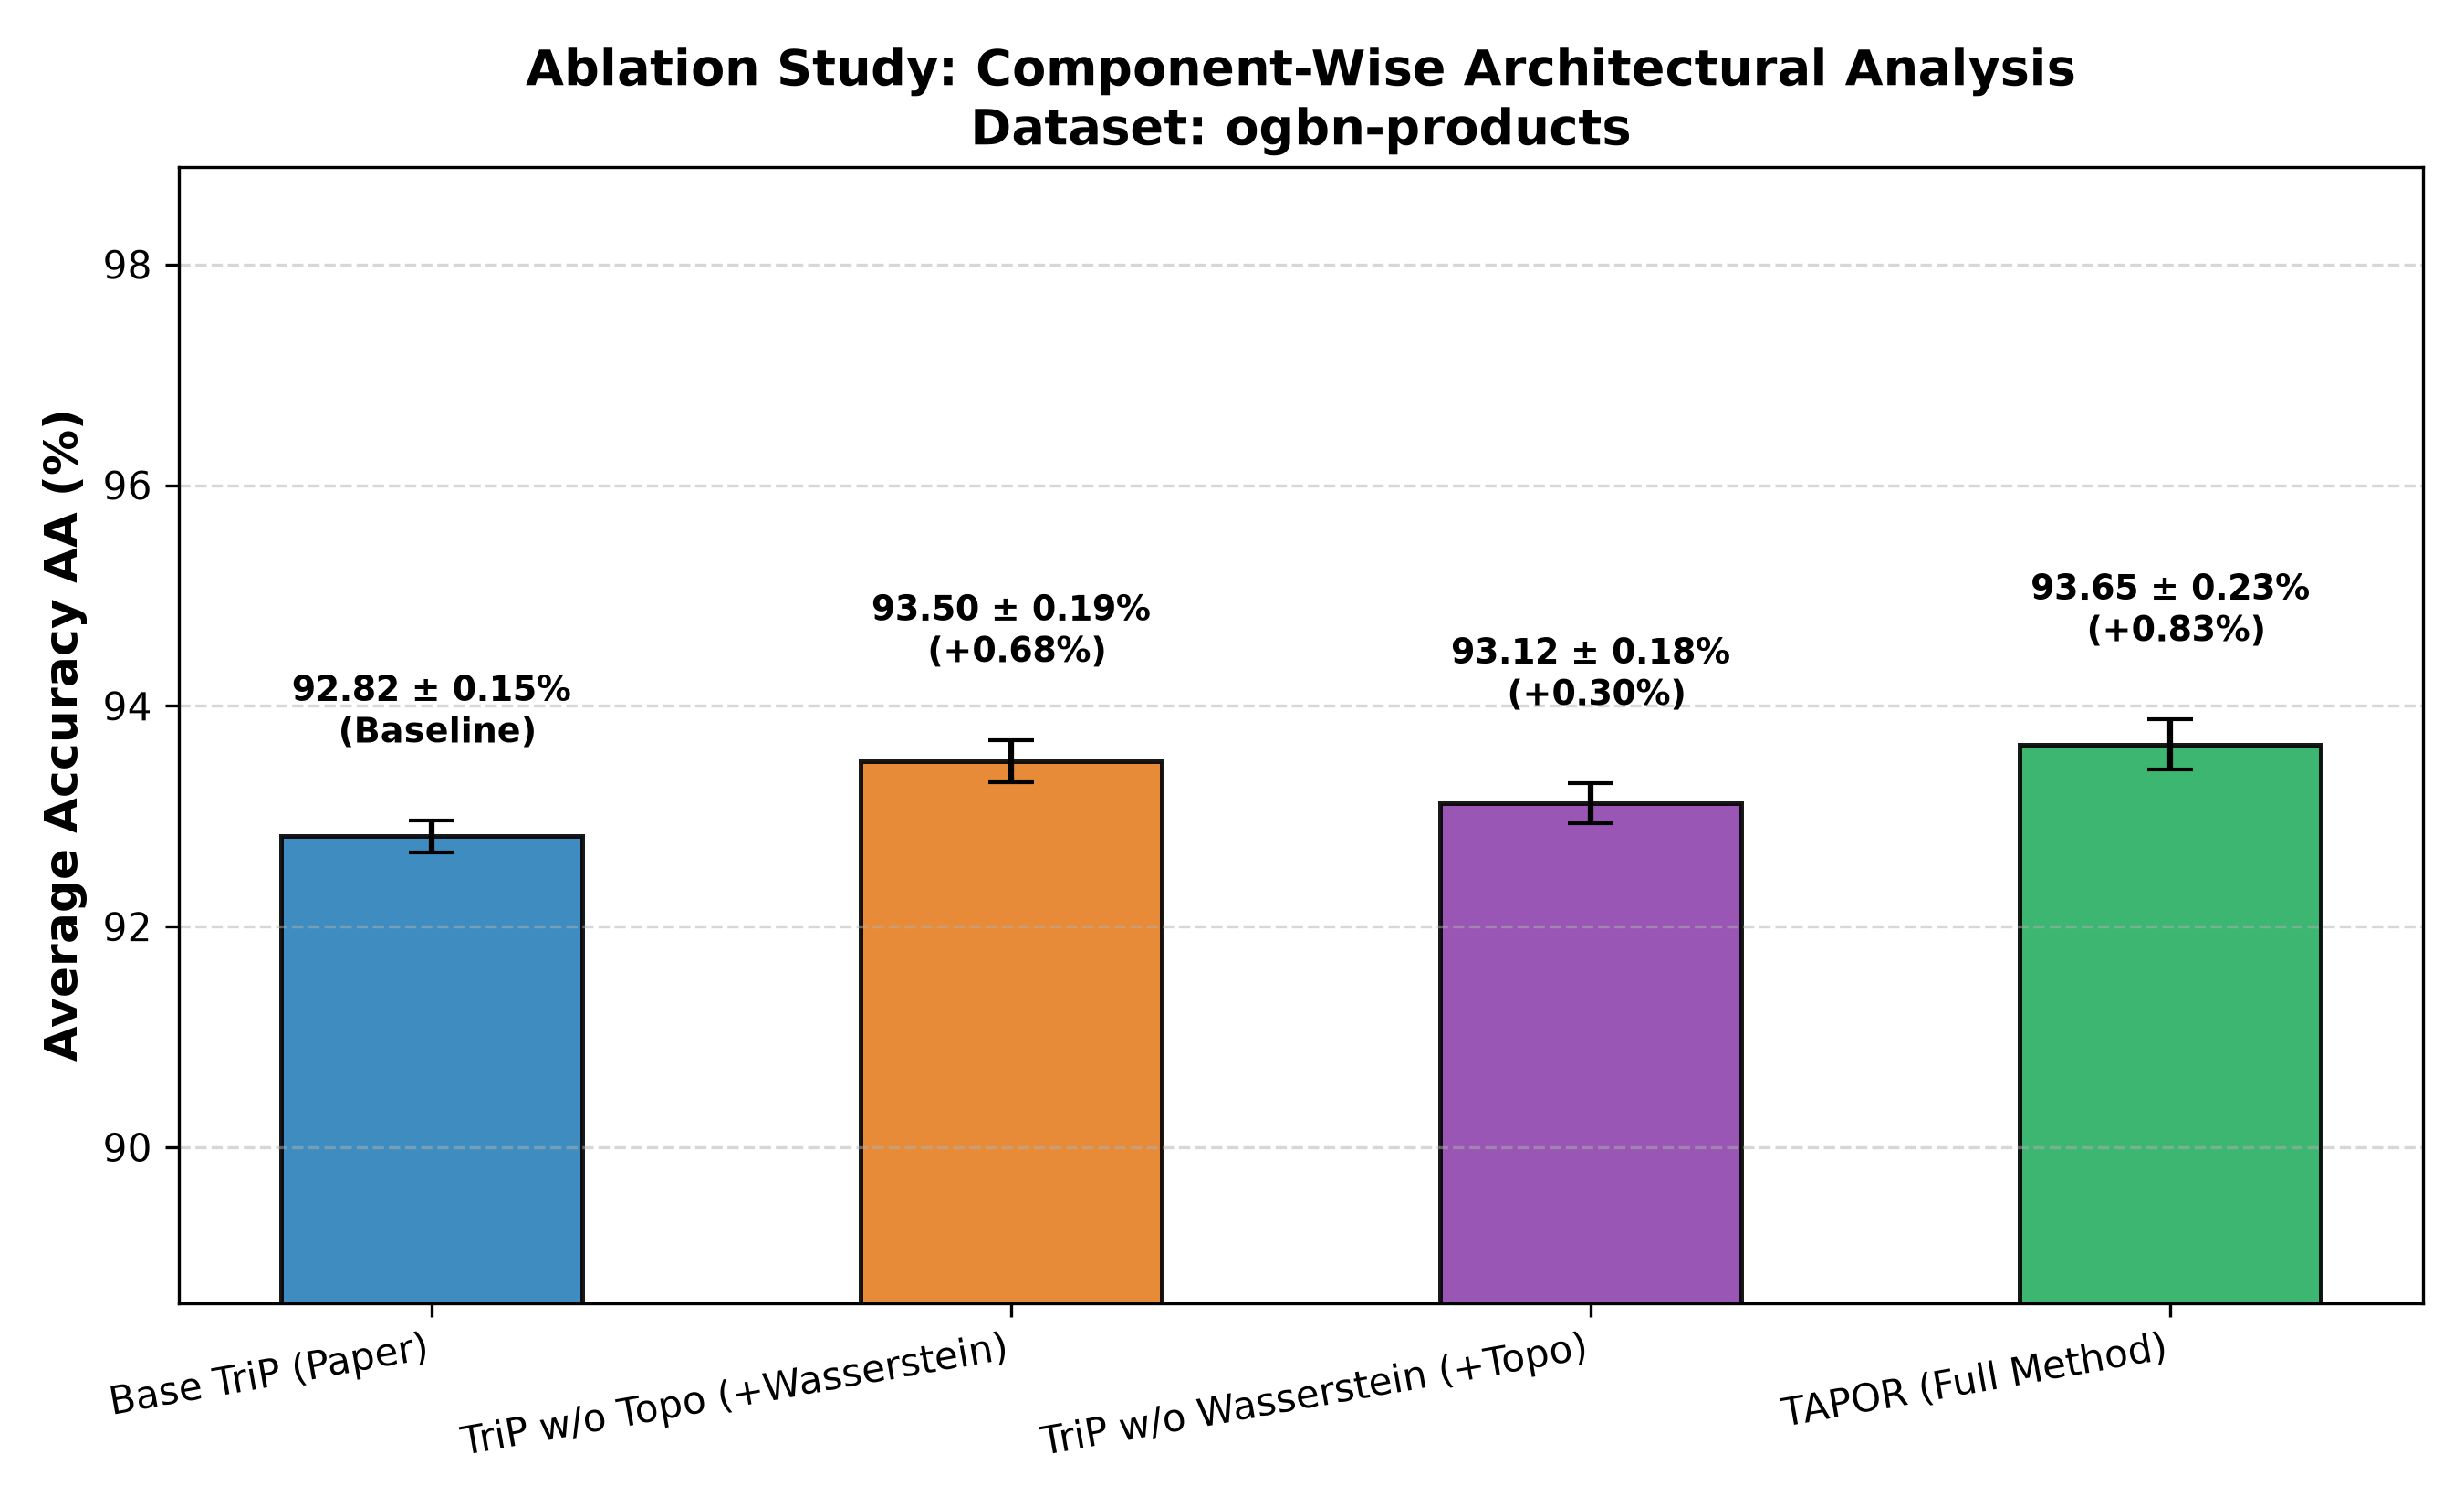 Ablation Study: Component-Wise Architectural Analysis
Dataset: ogbn-products
Average Accuracy AA (%)
98
96
94
92
90
92.82 ± 0.15%
(Baseline)
93.50 ± 0.19%
(+0.68%)
93.12 ± 0.18%
(+0.30%)
93.65 ± 0.23%
(+0.83%)
Base TriP (Paper)
TriP w/o Topo (+Wasserstein)
TriP w/o Wasserstein (+Topo)
TAPOR (Full Method)